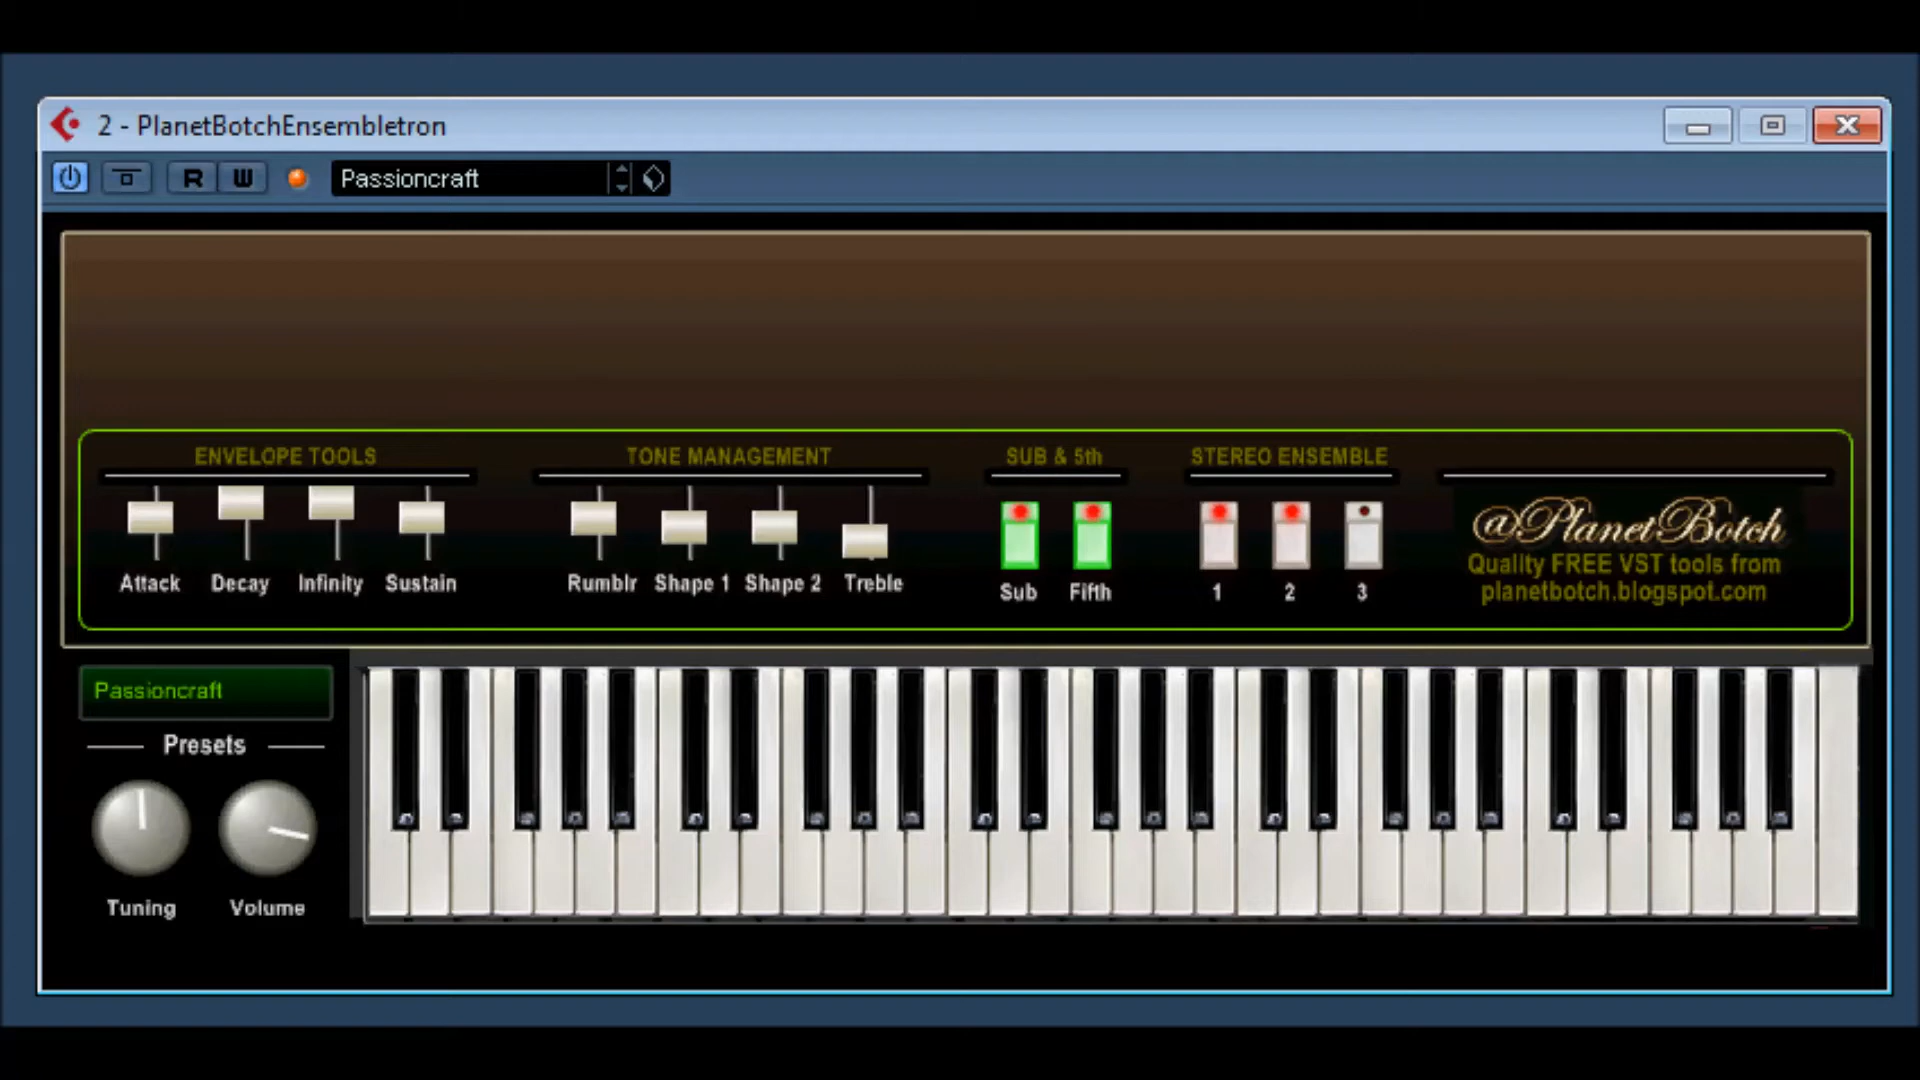 2 - PlanetBotchEnsembletron
R W Passioncraft
ENVELOPE TOOLS TONE MANAGEMENT SUB & 5th STEREO ENSEMBLE
@PlanetBotch
Quality FREE VST tools from
planetbotch.blogspot.com
Attack Decay Infinity Sustain Rumblr Shape 1 Shape 2 Treble Sub Fifth 1 2 3
Passioncraft
Presets
Tuning Volume